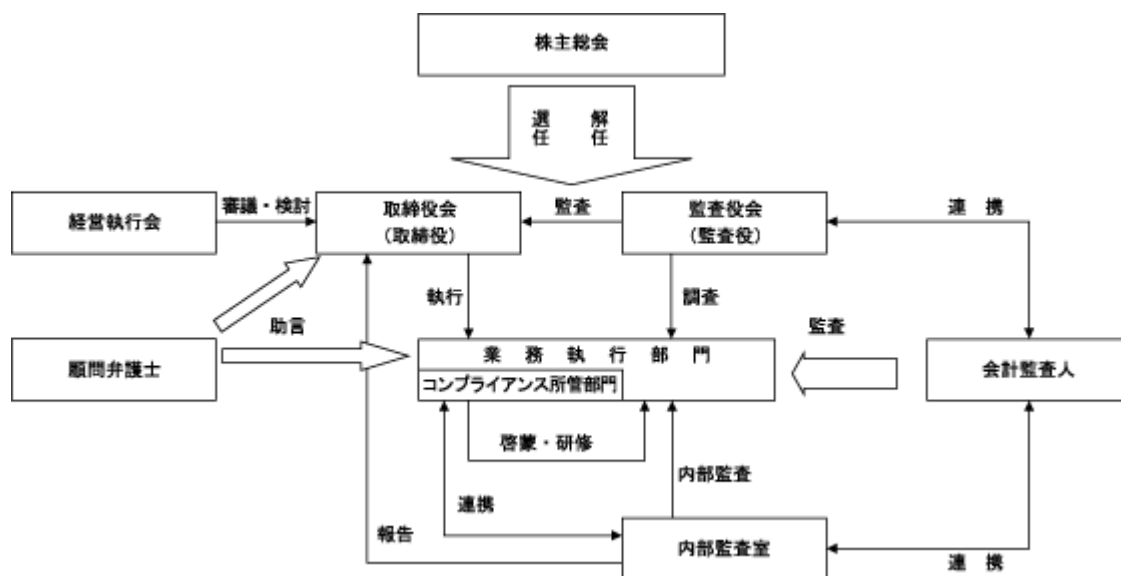 株主総会
選任 解任
経営執行会
審議・検討
取締役会
(取締役)
監査
監査役会
(監査役)
連 携
執行
調査
助言
監査
顧問弁護士
業 務 執 行 部 門
コンプライアンス所管部門
会計監査人
啓蒙・研修
内部監査
連携
報告
内部監査室
連 携